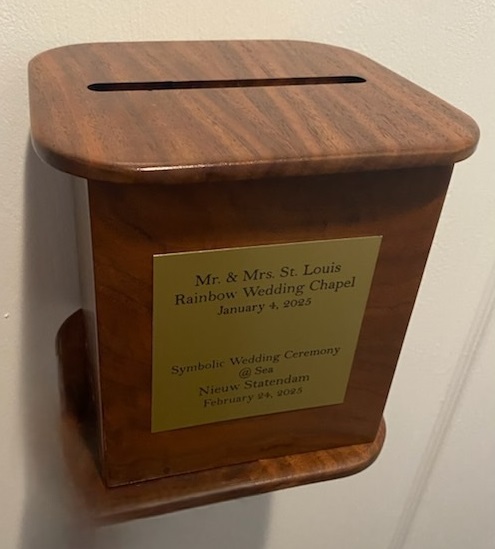 Mr. & Mrs. St. Louis
Rainbow Wedding Chapel
January 4, 2025
Symbolic Wedding Ceremony
@ Sea
Nieuw Statendam
February 24, 2025